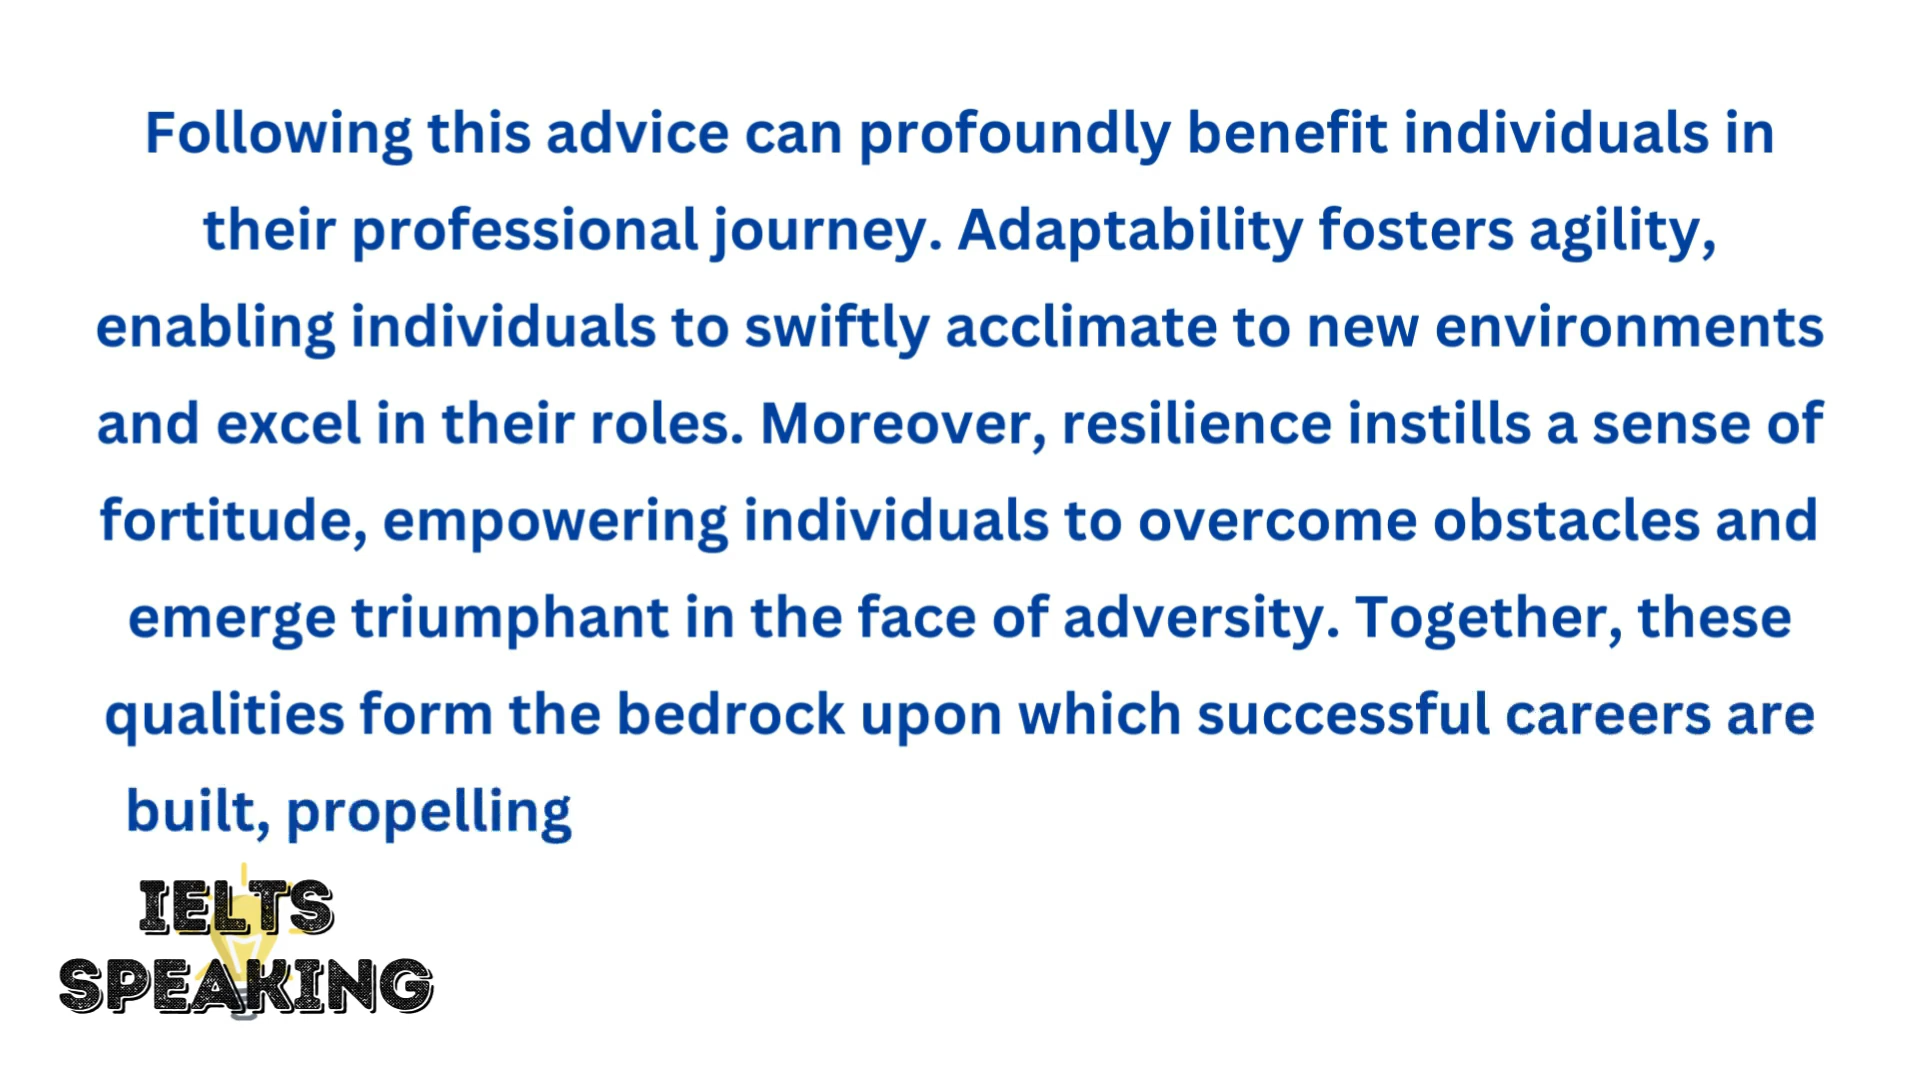 Following this advice can profoundly benefit individuals in
their professional journey. Adaptability fosters agility,
enabling individuals to swiftly acclimate to new environments
and excel in their roles. Moreover, resilience instills a sense of
fortitude, empowering individuals to overcome obstacles and
emerge triumphant in the face of adversity. Together, these
qualities form the bedrock upon which successful careers are
built, propelling
IELTS
SPEAKING